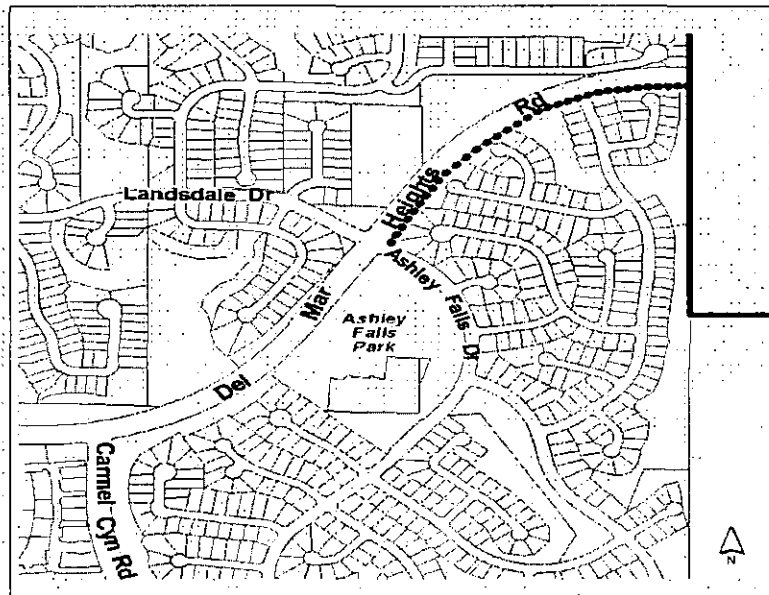 Rd
Heights
Landsdale Dr
Ashley Falls Dr
Mar
Ashley
Falls
Park
Del
Carmel Cyn Rd
N